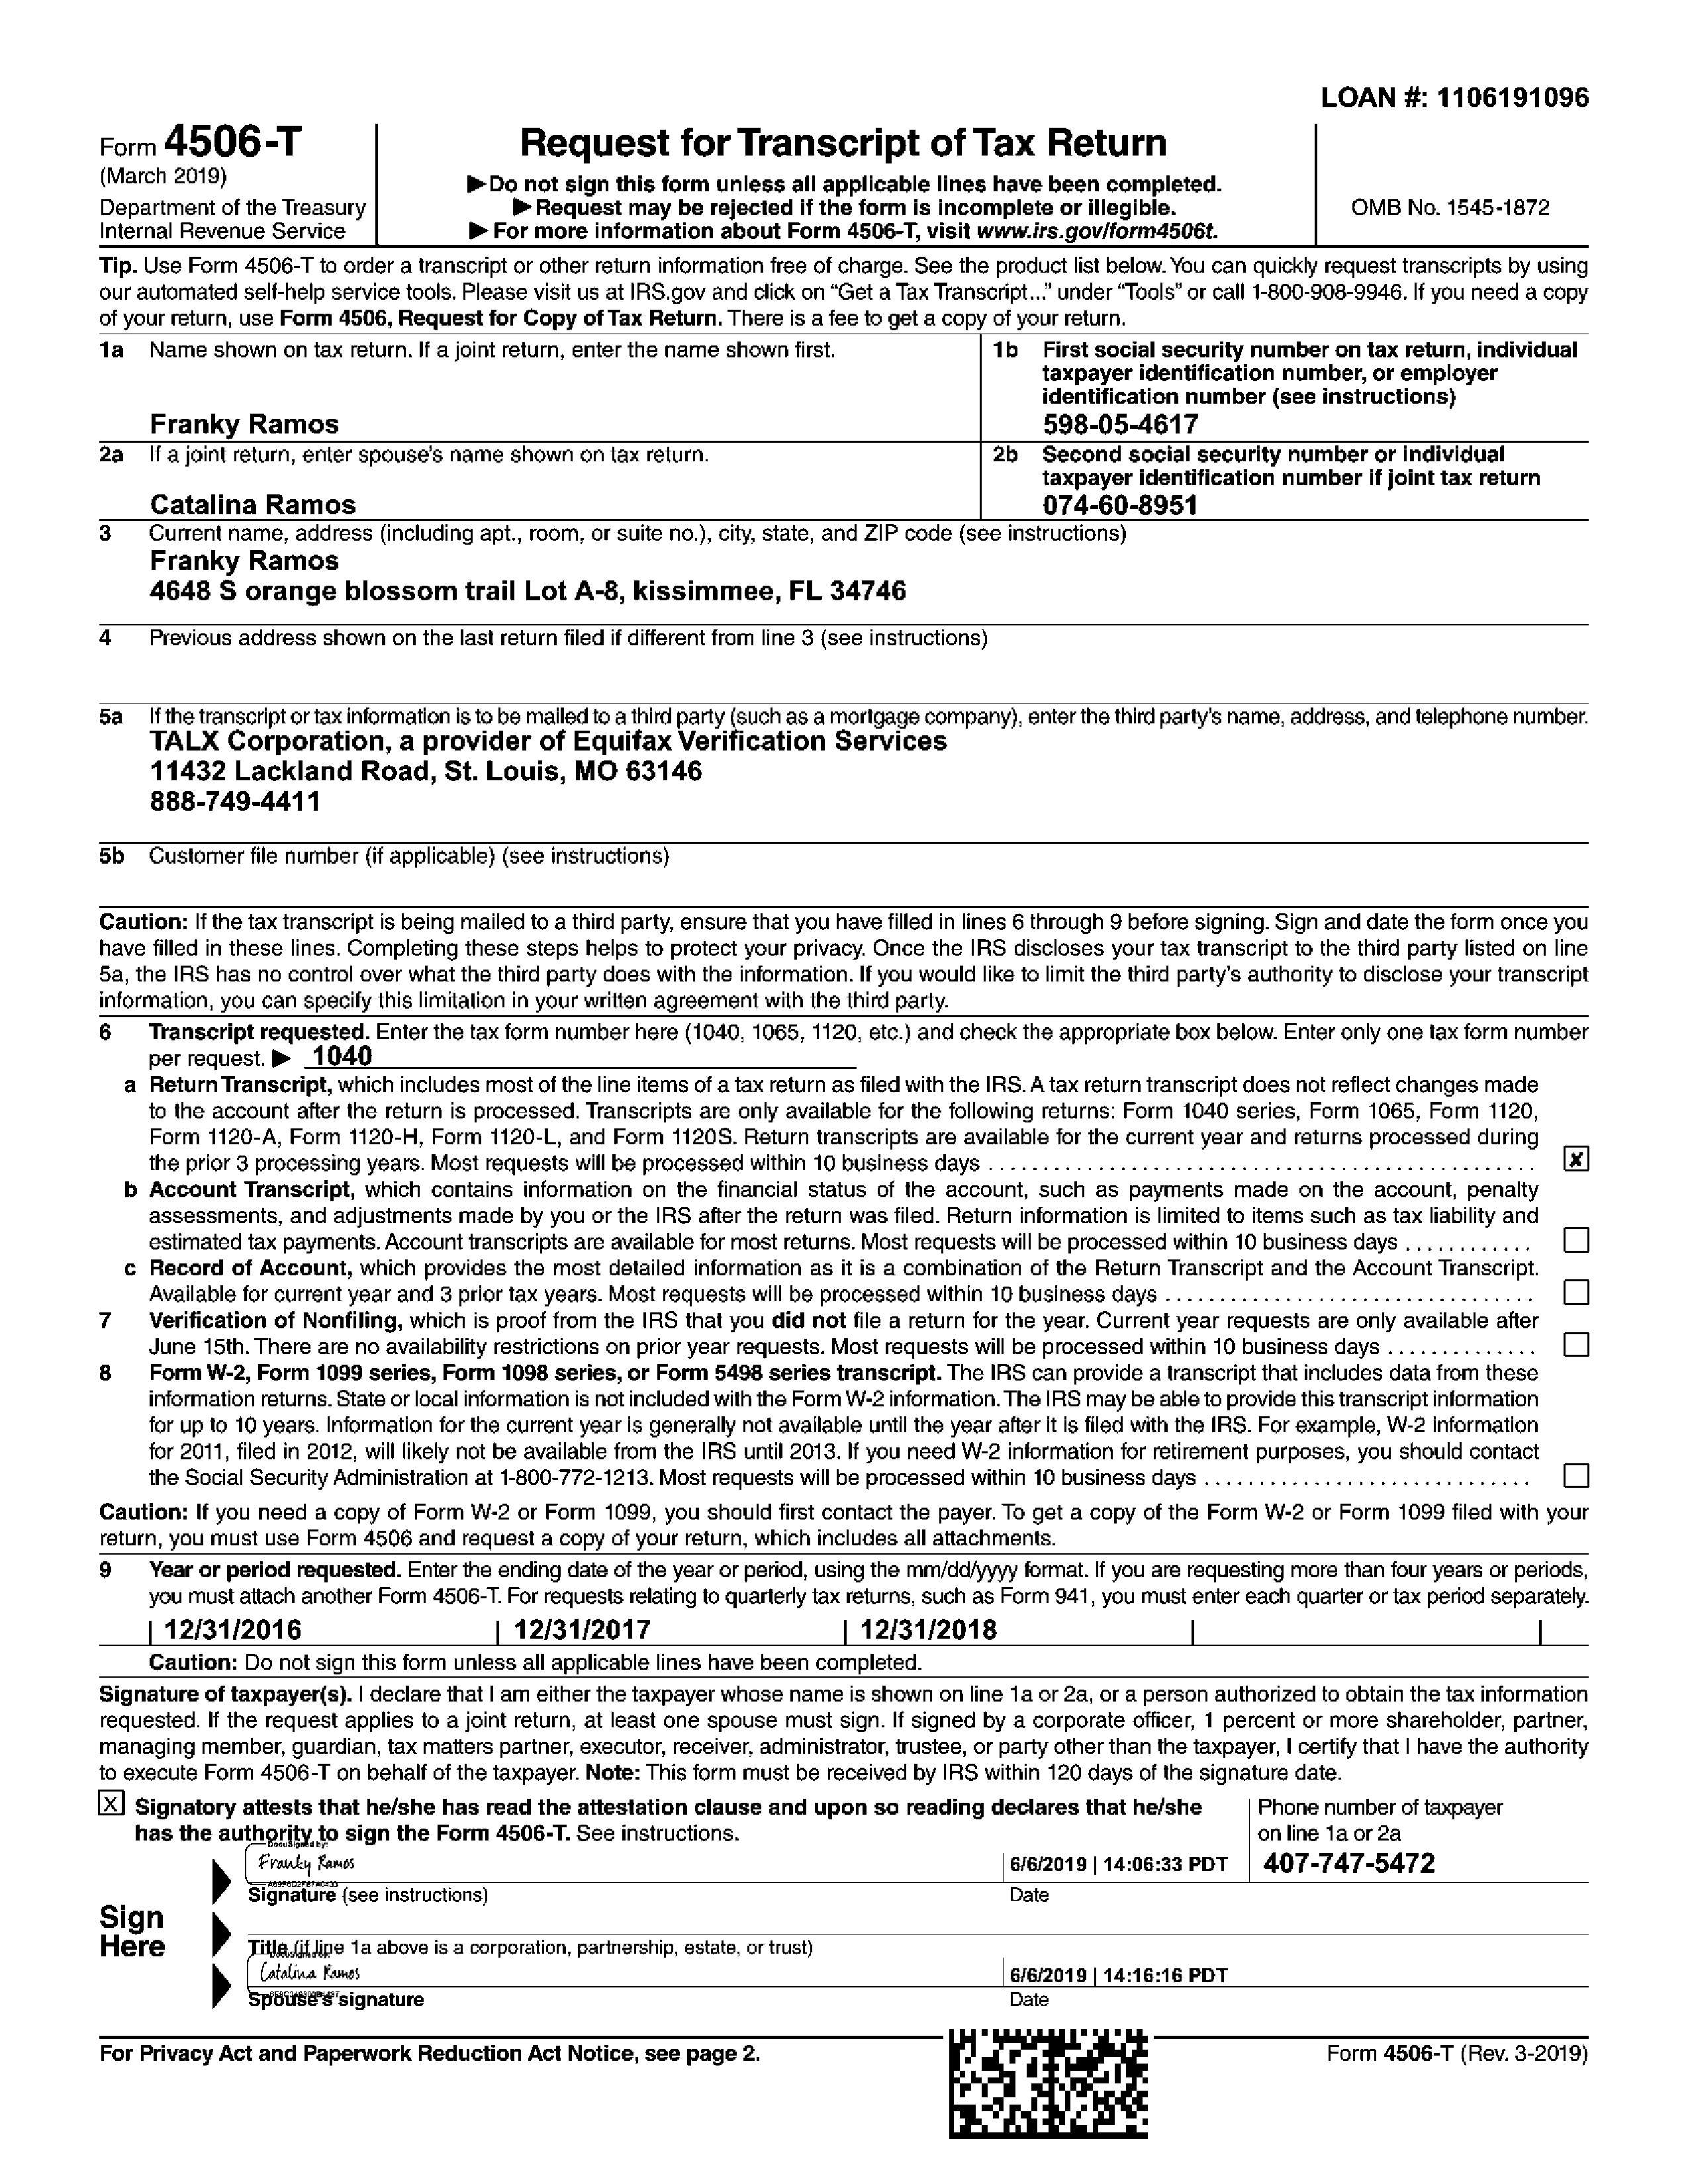 LOAN #: 1106191096
Form 4506-T
(March 2019)
Department of the Treasury
Internal Revenue Service
Request for Transcript of Tax Return
▶Do not sign this form unless all applicable lines have been completed.
▶Request may be rejected if the form is incomplete or illegible.
▶For more information about Form 4506-T, visit www.irs.gov/form4506t.
OMB No. 1545-1872
Tip. Use Form 4506-T to order a transcript or other return information free of charge. See the product list below. You can quickly request transcripts by using
our automated self-help service tools. Please visit us at IRS.gov and click on “Get a Tax Transcript...” under “Tools” or call 1-800-908-9946. If you need a copy
of your return, use Form 4506, Request for Copy of Tax Return. There is a fee to get a copy of your return.
1a Name shown on tax return. If a joint return, enter the name shown first.
Franky Ramos
1b First social security number on tax return, individual
taxpayer identification number, or employer
identification number (see instructions)
598-05-4617
2a If a joint return, enter spouse's name shown on tax return.
Catalina Ramos
2b Second social security number or individual
taxpayer identification number if joint tax return
074-60-8951
3 Current name, address (including apt., room, or suite no.), city, state, and ZIP code (see instructions)
Franky Ramos
4648 S orange blossom trail Lot A-8, kissimmee, FL 34746
4 Previous address shown on the last return filed if different from line 3 (see instructions)
5a If the transcript or tax information is to be mailed to a third party (such as a mortgage company), enter the third party's name, address, and telephone number.
TALX Corporation, a provider of Equifax Verification Services
11432 Lackland Road, St. Louis, MO 63146
888-749-4411
5b Customer file number (if applicable) (see instructions)
Caution: If the tax transcript is being mailed to a third party, ensure that you have filled in lines 6 through 9 before signing. Sign and date the form once you
have filled in these lines. Completing these steps helps to protect your privacy. Once the IRS discloses your tax transcript to the third party listed on line
5a, the IRS has no control over what the third party does with the information. If you would like to limit the third party's authority to disclose your transcript
information, you can specify this limitation in your written agreement with the third party.
6 Transcript requested. Enter the tax form number here (1040, 1065, 1120, etc.) and check the appropriate box below. Enter only one tax form number
per request. ▶ 1040
a Return Transcript, which includes most of the line items of a tax return as filed with the IRS. A tax return transcript does not reflect changes made
to the account after the return is processed. Transcripts are only available for the following returns: Form 1040 series, Form 1065, Form 1120,
Form 1120-A, Form 1120-H, Form 1120-L, and Form 1120S. Return transcripts are available for the current year and returns processed during
the prior 3 processing years. Most requests will be processed within 10 business days ........ X
b Account Transcript, which contains information on the financial status of the account, such as payments made on the account, penalty
assessments, and adjustments made by you or the IRS after the return was filed. Return information is limited to items such as tax liability and
estimated tax payments. Account transcripts are available for most returns. Most requests will be processed within 10 business days ............
c Record of Account, which provides the most detailed information as it is a combination of the Return Transcript and the Account Transcript.
Available for current year and 3 prior tax years. Most requests will be processed within 10 business days ........
7 Verification of Nonfiling, which is proof from the IRS that you did not file a return for the year. Current year requests are only available after
June 15th. There are no availability restrictions on prior year requests. Most requests will be processed within 10 business days ..............
8 Form W-2, Form 1099 series, Form 1098 series, or Form 5498 series transcript. The IRS can provide a transcript that includes data from these
information returns. State or local information is not included with the Form W-2 information. The IRS may be able to provide this transcript information
for up to 10 years. Information for the current year is generally not available until the year after it is filed with the IRS. For example, W-2 information
for 2011, filed in 2012, will likely not be available from the IRS until 2013. If you need W-2 information for retirement purposes, you should contact
the Social Security Administration at 1-800-772-1213. Most requests will be processed within 10 business days ........
Caution: If you need a copy of Form W-2 or Form 1099, you should first contact the payer. To get a copy of the Form W-2 or Form 1099 filed with your
return, you must use Form 4506 and request a copy of your return, which includes all attachments.
9 Year or period requested. Enter the ending date of the year or period, using the mm/dd/yyyy format. If you are requesting more than four years or periods,
you must attach another Form 4506-T. For requests relating to quarterly tax returns, such as Form 941, you must enter each quarter or tax period separately.
12/31/2016 12/31/2017 12/31/2018
Caution: Do not sign this form unless all applicable lines have been completed.
Signature of taxpayer(s). I declare that I am either the taxpayer whose name is shown on line 1a or 2a, or a person authorized to obtain the tax information
requested. If the request applies to a joint return, at least one spouse must sign. If signed by a corporate officer, 1 percent or more shareholder, partner,
managing member, guardian, tax matters partner, executor, receiver, administrator, trustee, or party other than the taxpayer, I certify that I have the authority
to execute Form 4506-T on behalf of the taxpayer. Note: This form must be received by IRS within 120 days of the signature date.
X Signatory attests that he/she has read the attestation clause and upon so reading declares that he/she
has the authority to sign the Form 4506-T. See instructions.
Phone number of taxpayer
on line 1a or 2a
407-747-5472
Sign
Here
DocuSigned by:
Franky Ramos
6/6/2019 | 14:06:33 PDT
Signature (see instructions)
Date
Title (if line 1a above is a corporation, partnership, estate, or trust)
DocuSigned by:
Catalina Ramos
6/6/2019 | 14:16:16 PDT
Spouse's signature
Date
For Privacy Act and Paperwork Reduction Act Notice, see page 2.
Form 4506-T (Rev. 3-2019)